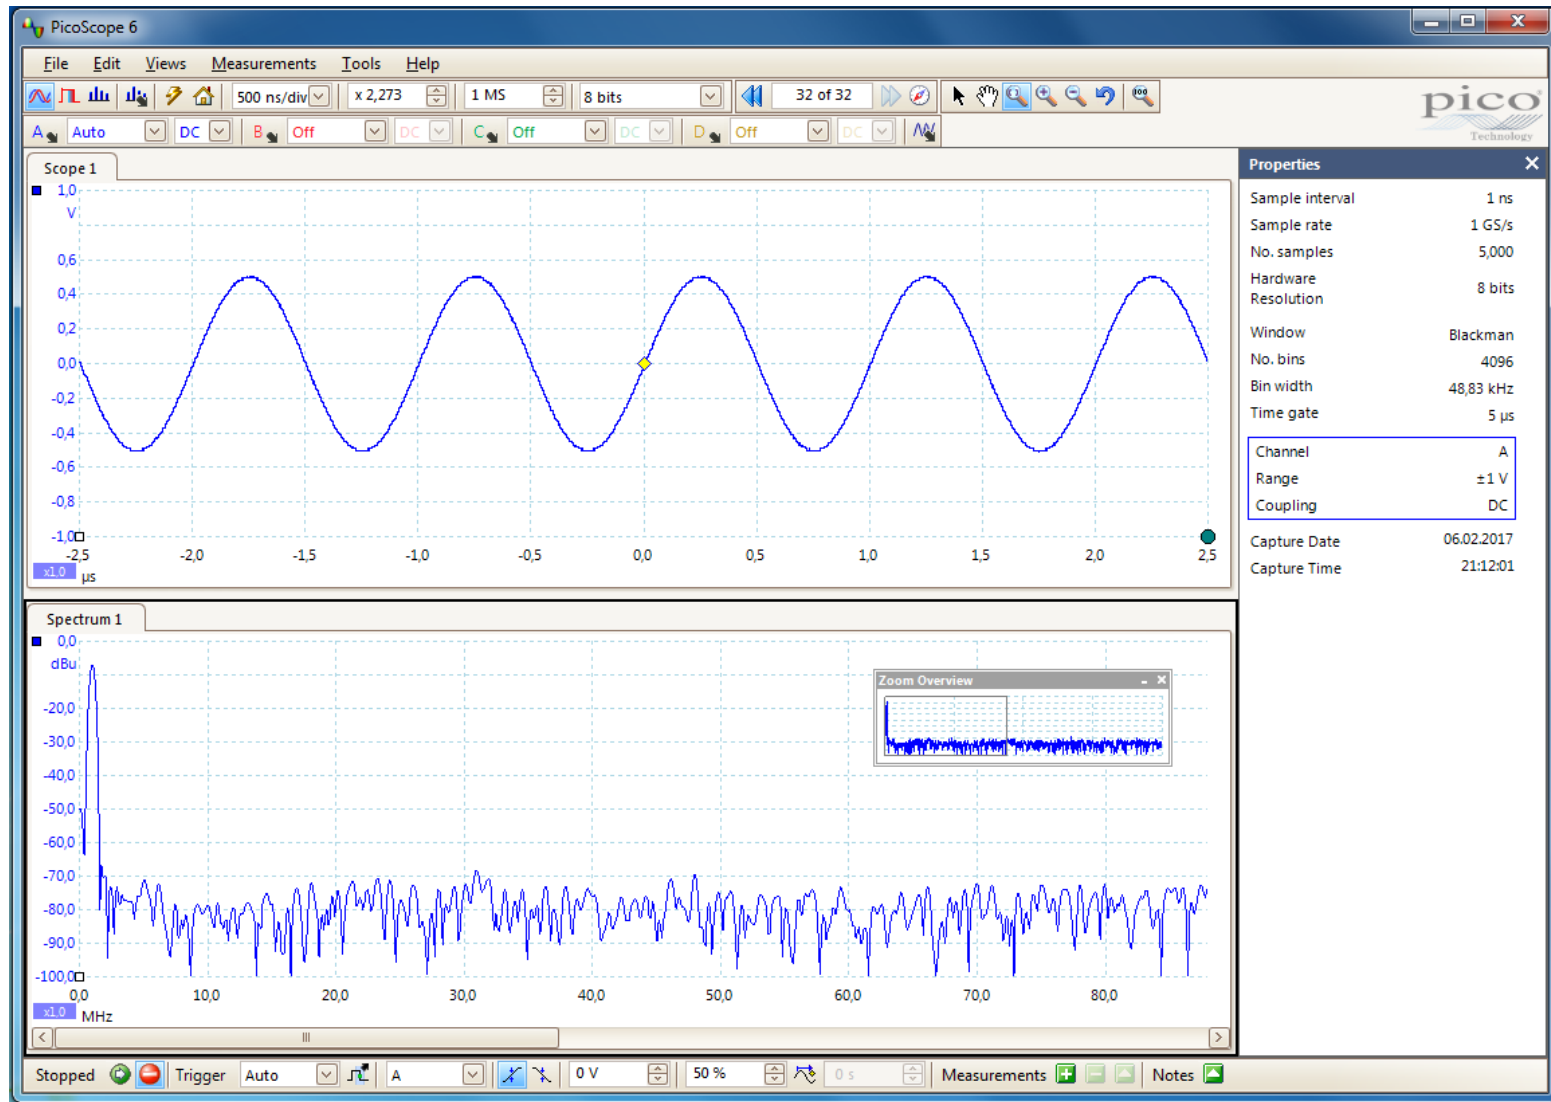 PicoScope 6
File Edit Views Measurements Tools Help
500 ns/div x 2,273 1 MS 8 bits 32 of 32
A Auto DC B Off DC C Off DC D Off DC
pico
Technology
Scope 1
1,0
V
0,6
0,4
0,2
0,0
-0,2
-0,4
-0,6
-0,8
-1,0
-2,5 -2,0 -1,5 -1,0 -0,5 0,0 0,5 1,0 1,5 2,0 2,5
x1,0 µs
Spectrum 1
0,0
dBu
-20,0
-30,0
-40,0
-50,0
-60,0
-70,0
-80,0
-90,0
-100,0
0,0 10,0 20,0 30,0 40,0 50,0 60,0 70,0 80,0
x1,0 MHz
Zoom Overview
Properties
Sample interval 1 ns
Sample rate 1 GS/s
No. samples 5,000
Hardware
Resolution 8 bits
Window Blackman
No. bins 4096
Bin width 48,83 kHz
Time gate 5 µs
Channel A
Range ±1 V
Coupling DC
Capture Date 06.02.2017
Capture Time 21:12:01
Stopped Trigger Auto A 0 V 50 % 0 s Measurements Notes